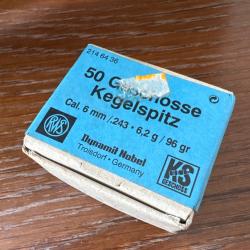 214 64 36
50 Geschosse
Kegelspitz
Cal. 6 mm/.243 • 6,2 g/96 gr
RWS
Dynamit Nobel
Troisdorf • Germany
KS
GESCHOSS